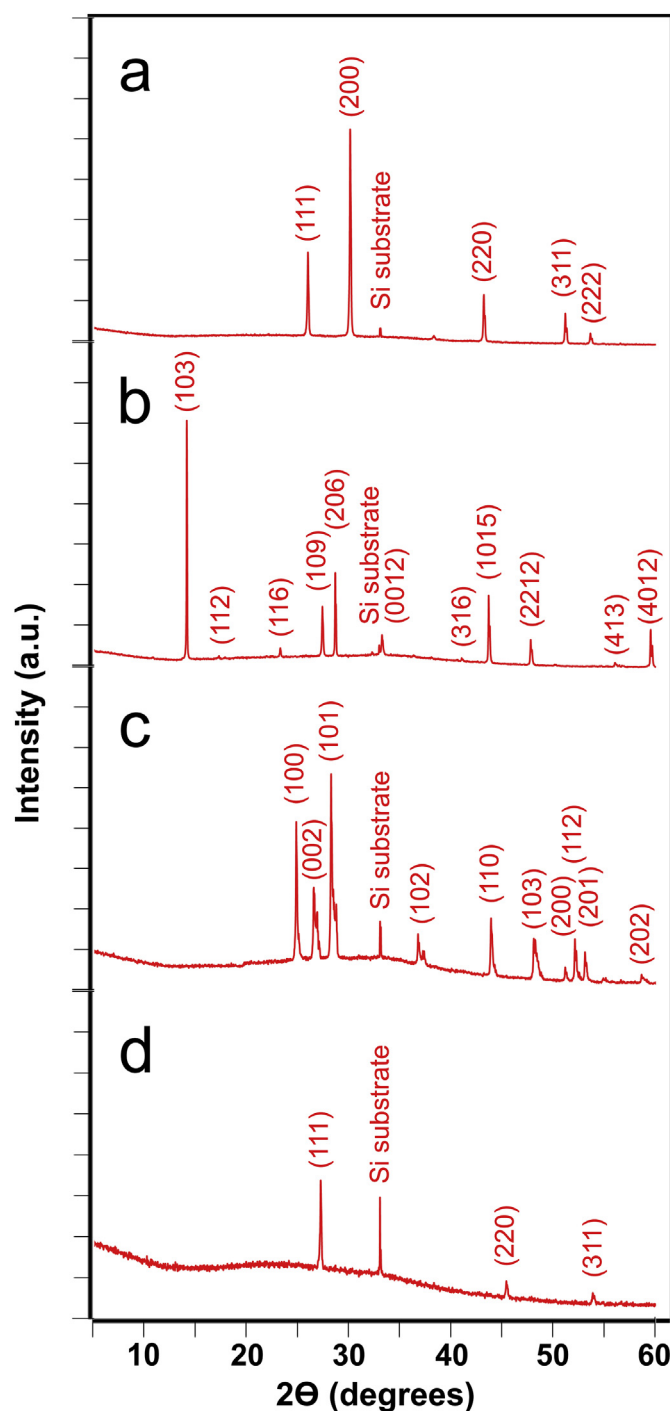 a
(111)
(200)
Si substrate
(220)
(311)
(222)
b
(103)
(112)
(116)
(109)
(206)
Si substrate
(0012)
(316)
(1015)
(2212)
(413)
(4012)
c
(100)
(002)
(101)
Si substrate
(102)
(110)
(103)
(200)
(112)
(201)
(202)
d
(111)
Si substrate
(220)
(311)
Intensity (a.u.)
10 20 30 40 50 60
2Θ (degrees)